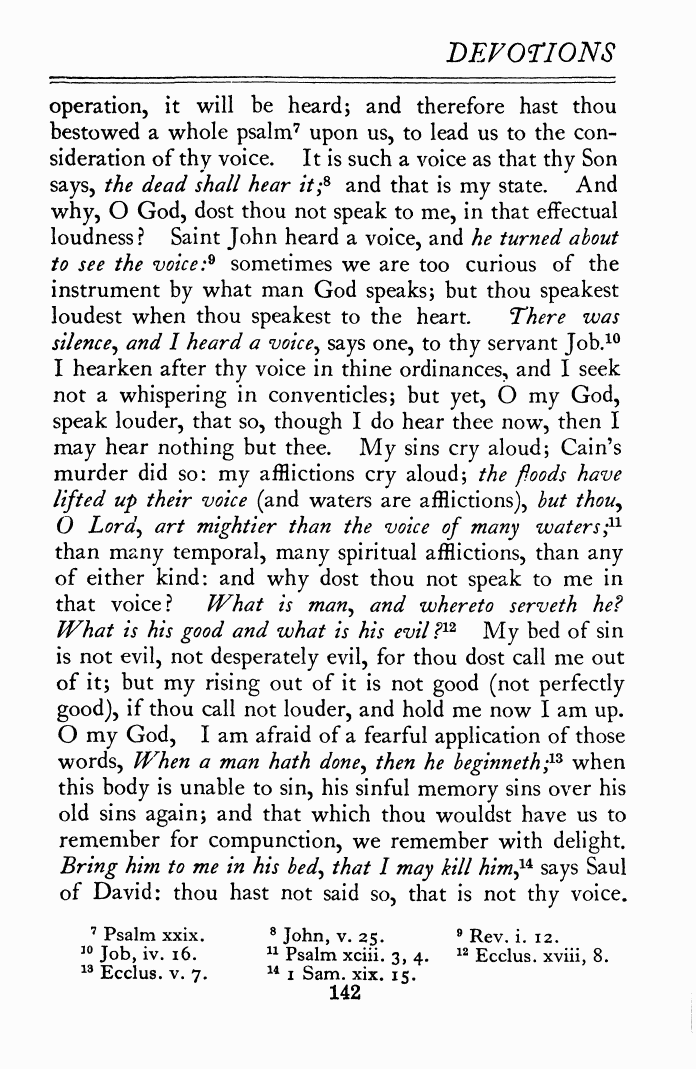 DEVOTIONS
operation, it will be heard; and therefore hast thou
bestowed a whole psalm⁷ upon us, to lead us to the con-
sideration of thy voice. It is such a voice as that thy Son
says, the dead shall hear it;⁸ and that is my state. And
why, O God, dost thou not speak to me, in that effectual
loudness? Saint John heard a voice, and he turned about
to see the voice:⁹ sometimes we are too curious of the
instrument by what man God speaks; but thou speakest
loudest when thou speakest to the heart. There was
silence, and I heard a voice, says one, to thy servant Job.¹⁰
I hearken after thy voice in thine ordinances, and I seek
not a whispering in conventicles; but yet, O my God,
speak louder, that so, though I do hear thee now, then I
may hear nothing but thee. My sins cry aloud; Cain's
murder did so: my afflictions cry aloud; the floods have
lifted up their voice (and waters are afflictions), but thou,
O Lord, art mightier than the voice of many waters;¹¹
than many temporal, many spiritual afflictions, than any
of either kind: and why dost thou not speak to me in
that voice? What is man, and whereto serveth he?
What is his good and what is his evil?¹² My bed of sin
is not evil, not desperately evil, for thou dost call me out
of it; but my rising out of it is not good (not perfectly
good), if thou call not louder, and hold me now I am up.
O my God, I am afraid of a fearful application of those
words, When a man hath done, then he beginneth;¹³ when
this body is unable to sin, his sinful memory sins over his
old sins again; and that which thou wouldst have us to
remember for compunction, we remember with delight.
Bring him to me in his bed, that I may kill him,¹⁴ says Saul
of David: thou hast not said so, that is not thy voice.
⁷ Psalm xxix. ⁸ John, v. 25. ⁹ Rev. i. 12.
¹⁰ Job, iv. 16. ¹¹ Psalm xciii. 3, 4. ¹² Ecclus. xviii, 8.
¹³ Ecclus. v. 7. ¹⁴ 1 Sam. xix. 15.
142